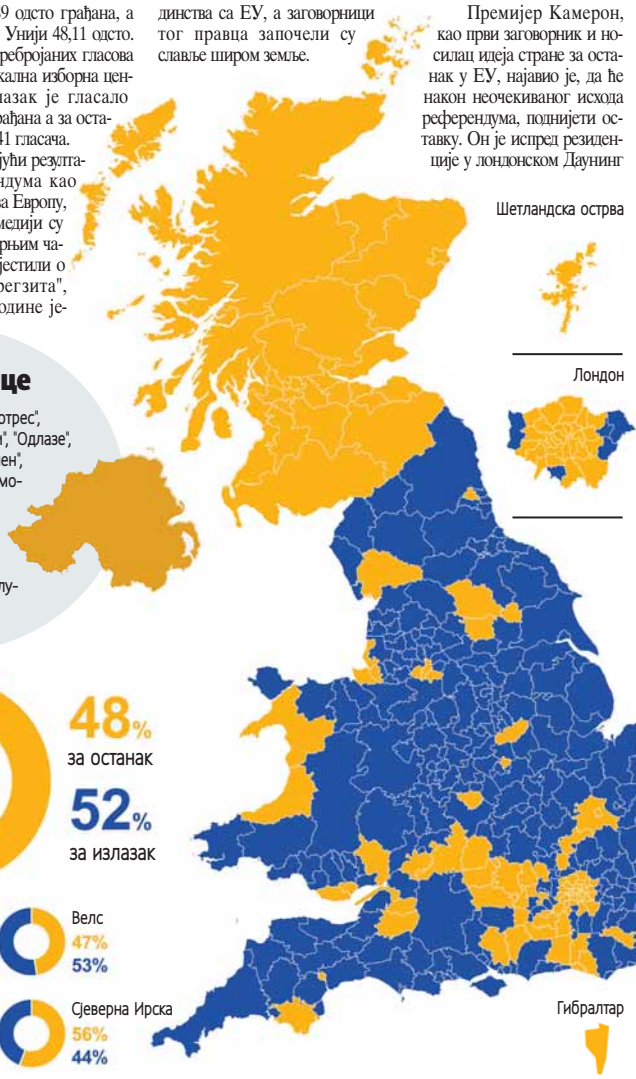 39 одсто грађана, а
Унији 48,11 одсто.
ребројаних гласова
кална изборна цен-
лазак је гласало
рађана а за оста-
41 гласача.
јући резулта-
ндума као
за Европу,
медији су
рњим ча-
јестили о
регзита",
одине је-
динства са ЕУ, а заговорници
тог правца започели су
славље широм земље.
Премијер Камерон,
као први заговорник и но-
силац идеја стране за оста-
нак у ЕУ, најавио је, да ће
након неочекиваног исхода
референдума, поднијети ос-
тавку. Он је испред резиден-
ције у лондонском Даунинг
Шетландска острва
Лондон
це
отрес",
и", "Одлазе",
ен",
мо-
лу-
48%
за останак
52%
за излазак
Велс
47%
53%
Сјеверна Ирска
56%
44%
Гибралтар